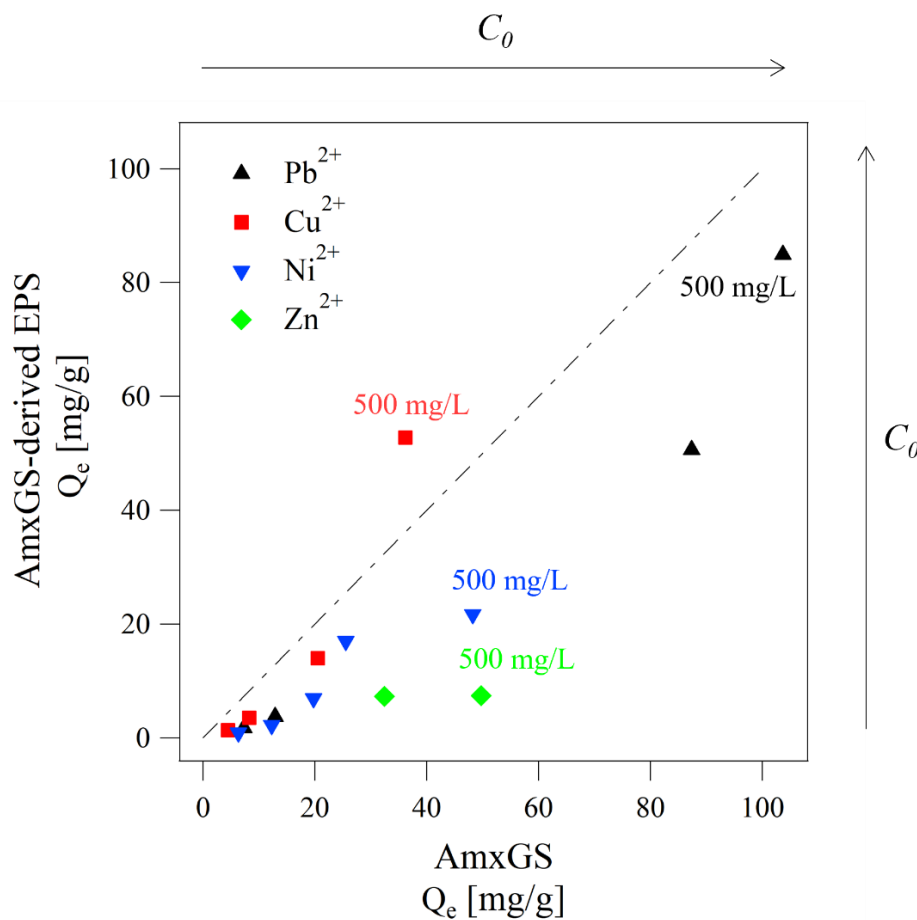 C₀
AmxGS-derived EPS
Qₑ [mg/g]
100
80
60
40
20
0
Pb²⁺
Cu²⁺
Ni²⁺
Zn²⁺
500 mg/L
500 mg/L
500 mg/L
500 mg/L
C₀
0
20
40
60
80
100
AmxGS
Qₑ [mg/g]